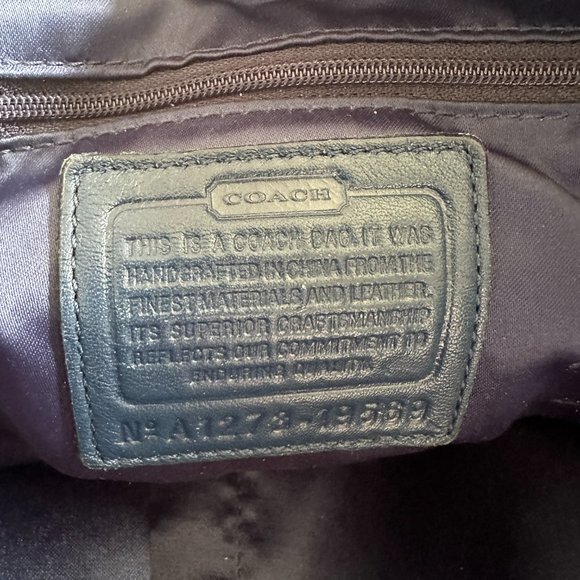 COACH
THIS IS A COACH BAG. IT WAS
HANDCRAFTED IN CHINA FROM THE
FINEST MATERIALS AND LEATHER.
ITS SUPERIOR CRAFTSMANSHIP
REFLECTS OUR COMMITMENT TO
ENDURING QUALITY.
No A1273-19569